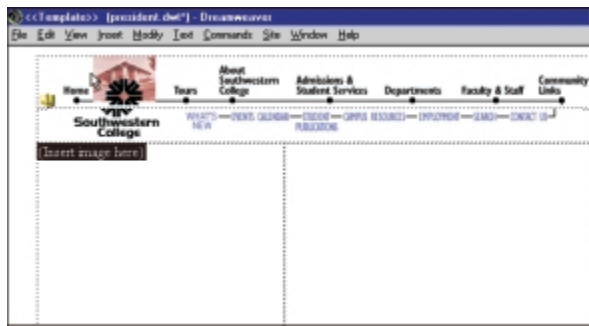 <<Template>> [president.dwt*] - Dreamweaver
File Edit View Insert Modify Text Commands Site Window Help
About
Southwestern Admissions & Community
Home Tours College Student Services Departments Faculty & Staff Links
Southwestern
College
WHAT'S EVENTS CALENDAR STUDENT CAMPUS RESOURCES EMPLOYMENT SEARCH CONTACT US
NEW PUBLICATIONS
{Insert image here}